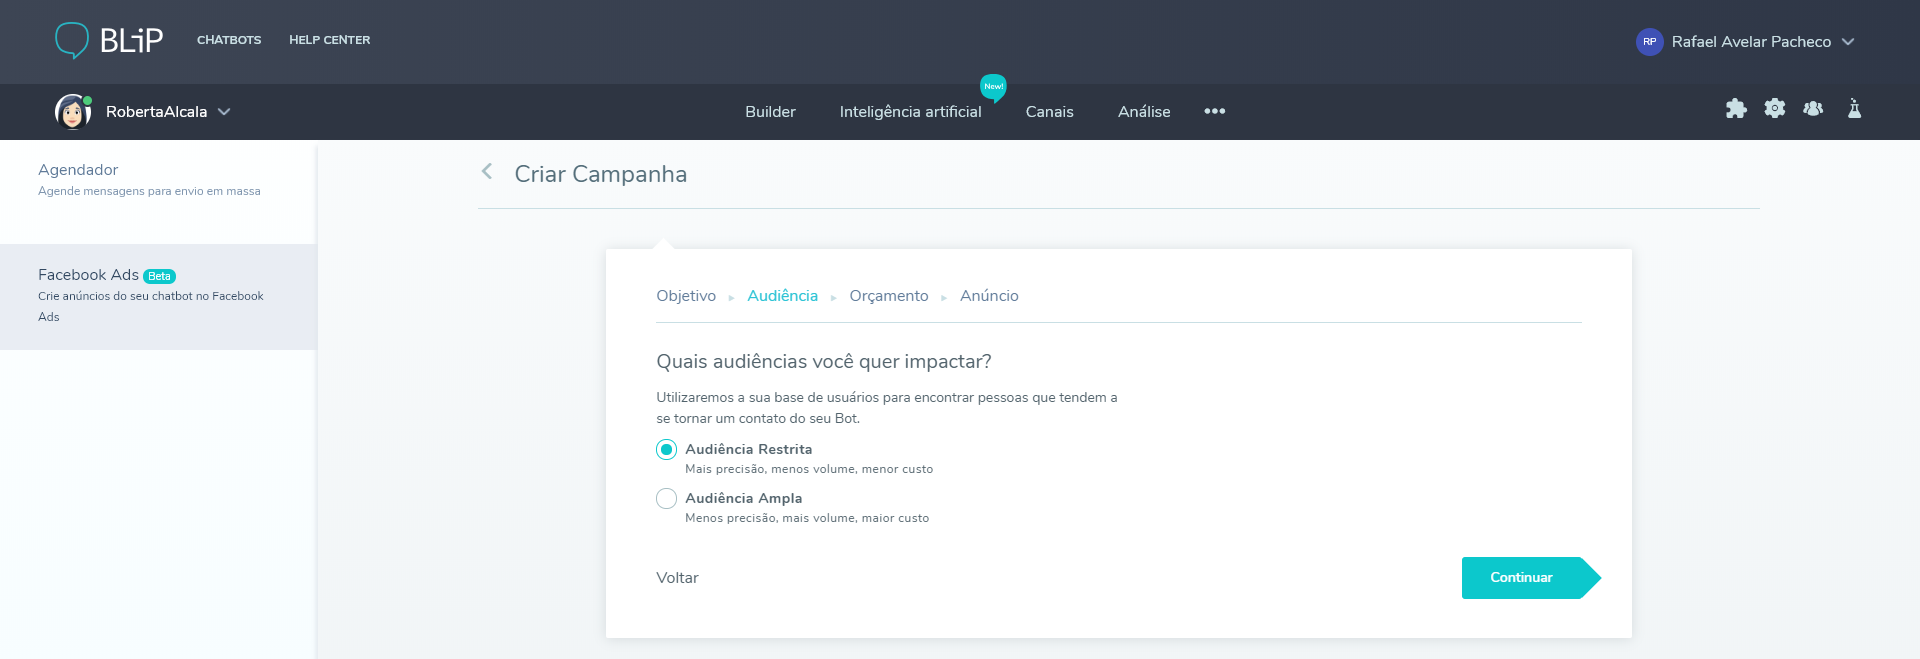 BLiP
CHATBOTS
HELP CENTER
RP
Rafael Avelar Pacheco
RobertaAlcala
Builder
Inteligência artificial
New!
Canais
Análise
Agendador
Agende mensagens para envio em massa
Facebook Ads Beta
Crie anúncios do seu chatbot no Facebook
Ads
Criar Campanha
Objetivo ▸ Audiência ▸ Orçamento ▸ Anúncio
Quais audiências você quer impactar?
Utilizaremos a sua base de usuários para encontrar pessoas que tendem a
se tornar um contato do seu Bot.
Audiência Restrita
Mais precisão, menos volume, menor custo
Audiência Ampla
Menos precisão, mais volume, maior custo
Voltar
Continuar